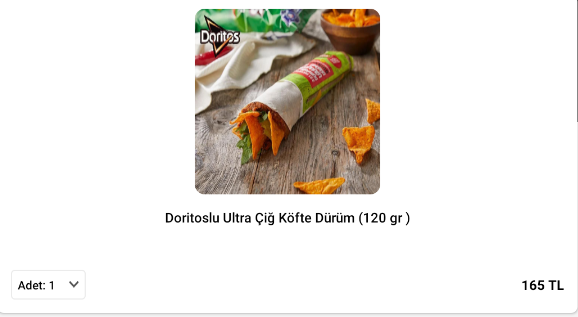 Doritos
Doritoslu Ultra Çiğ Köfte Dürüm (120 gr )
Adet: 1
165 TL